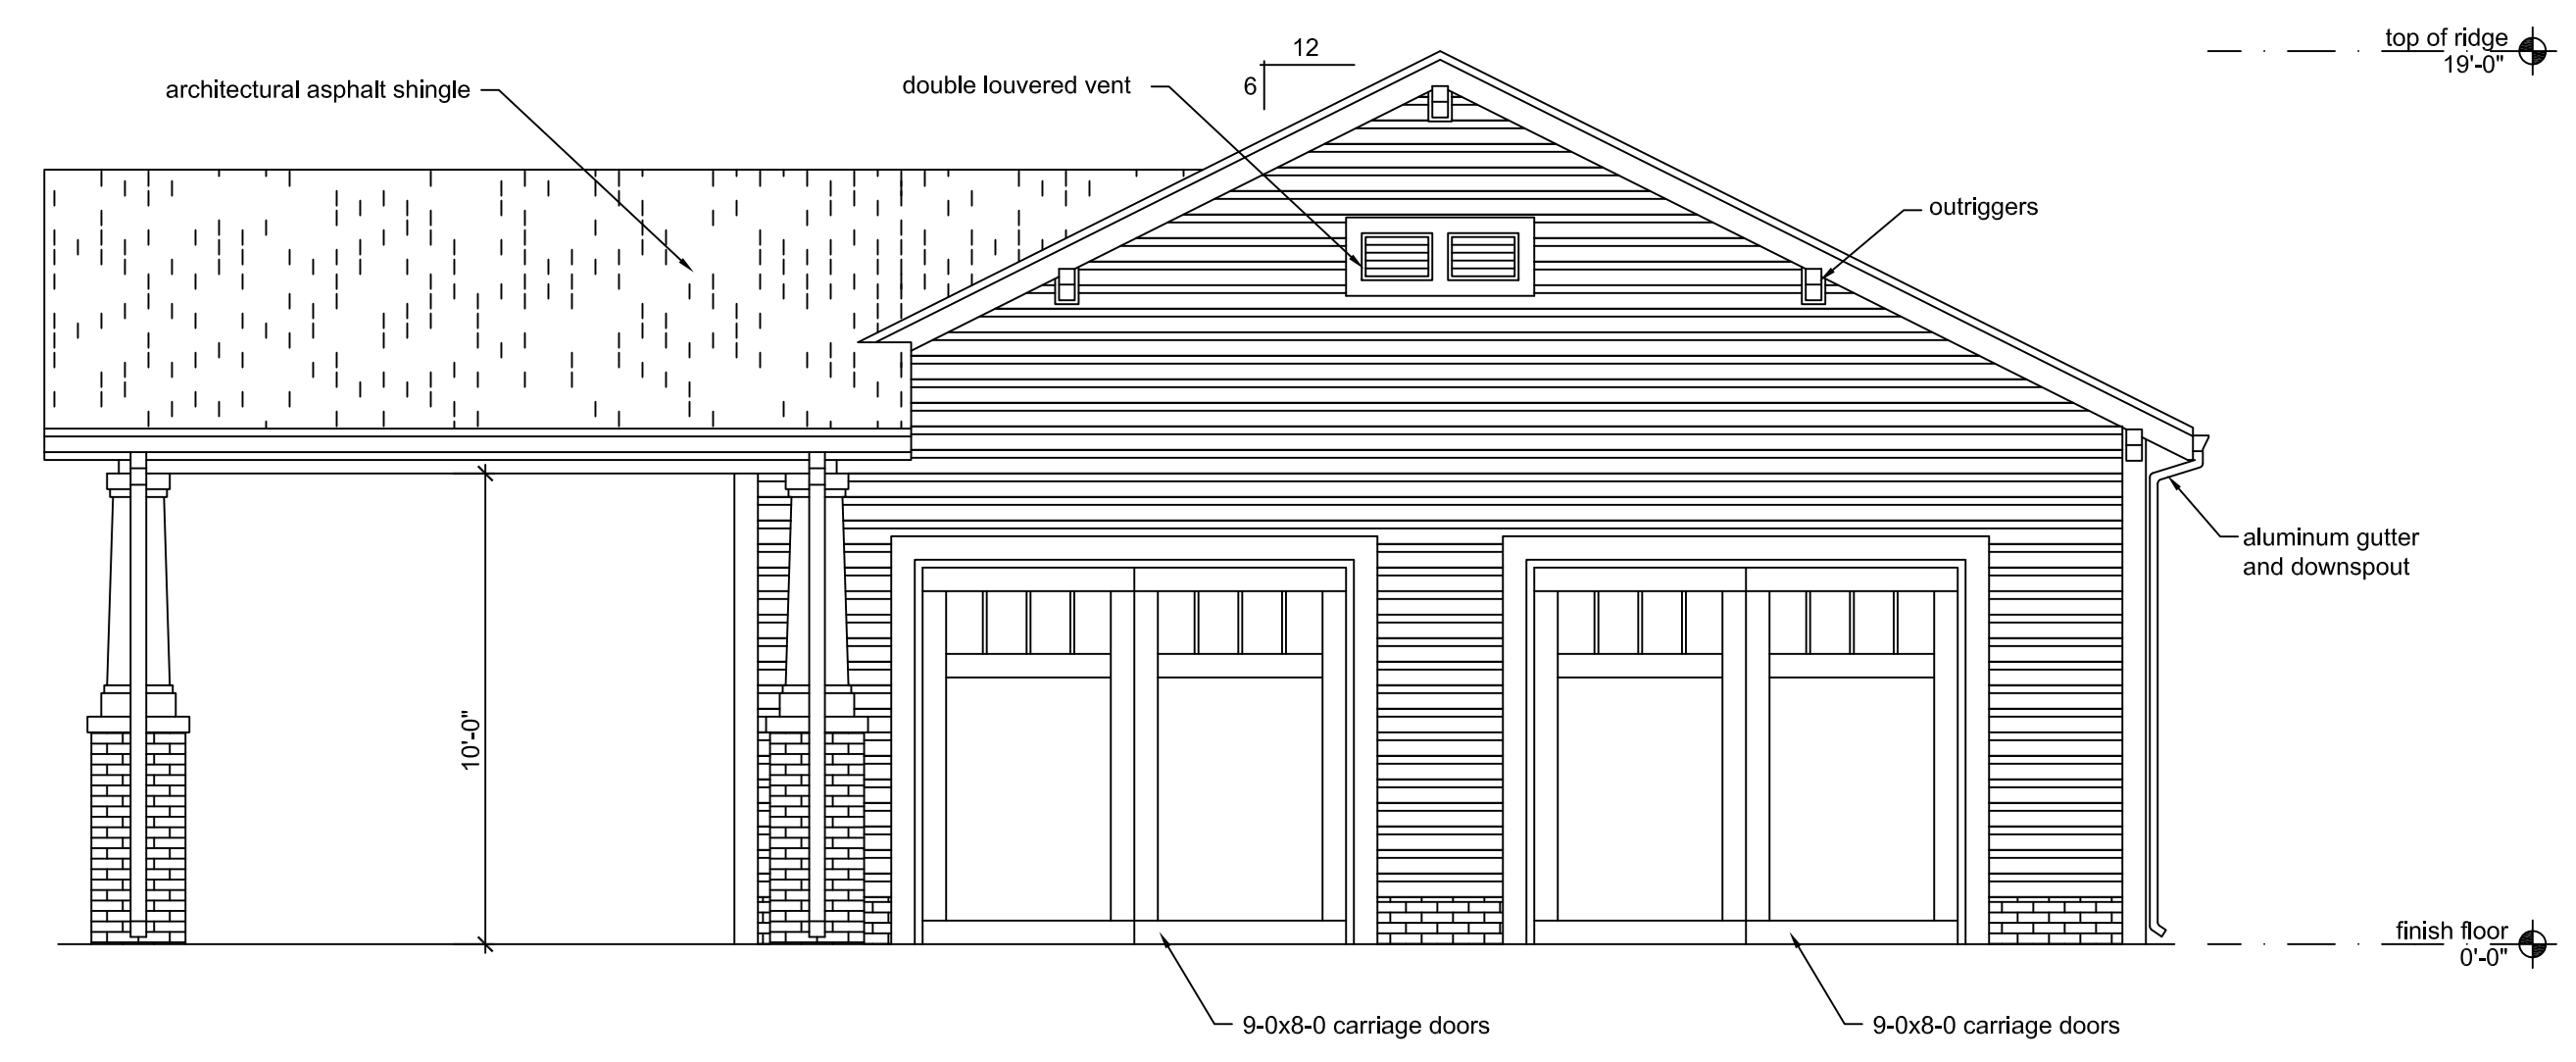 top of ridge
19'-0"
12
6
architectural asphalt shingle
double louvered vent
outriggers
aluminum gutter
and downspout
10'-0"
finish floor
0'-0"
9-0x8-0 carriage doors
9-0x8-0 carriage doors